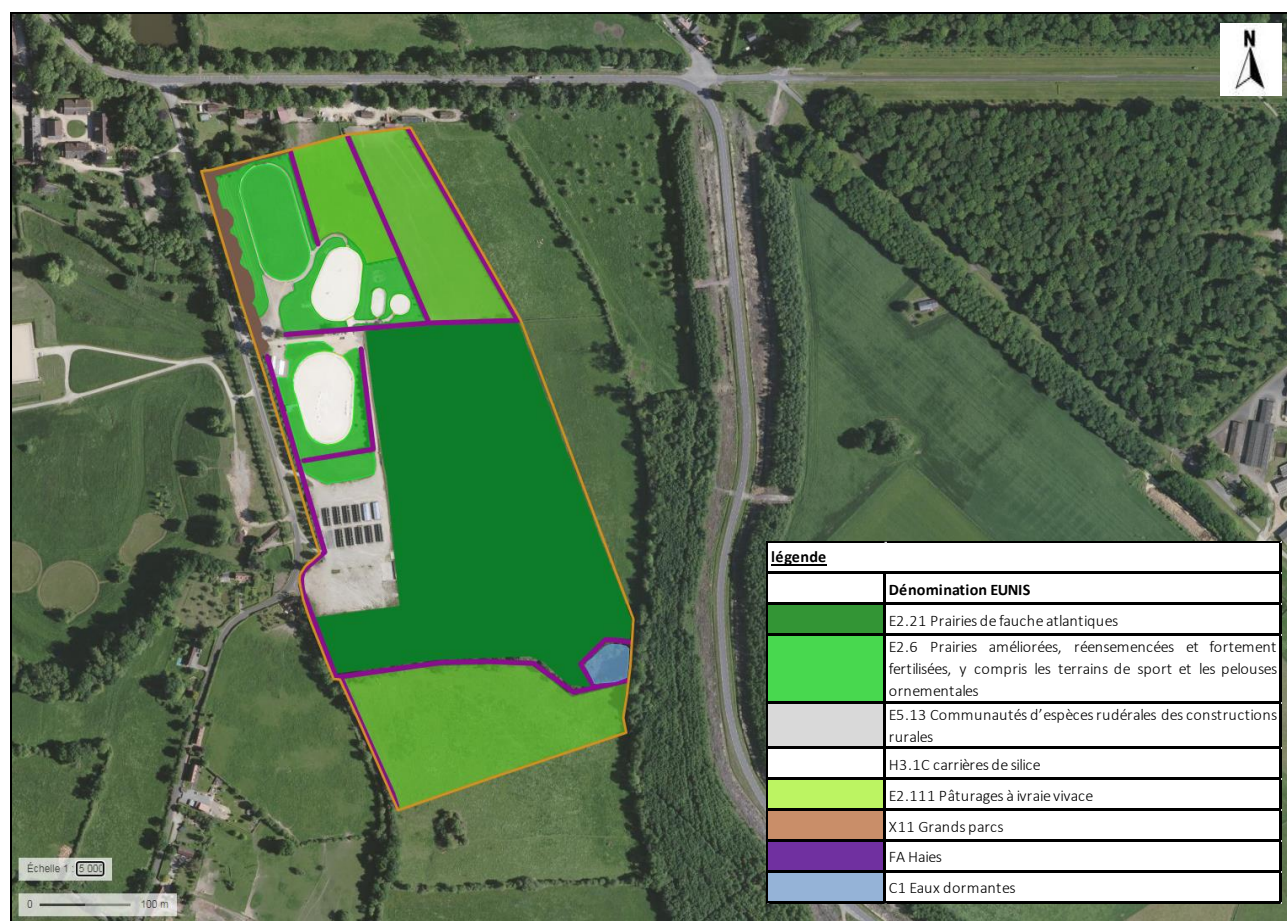 N
légende
Dénomination EUNIS
E2.21 Prairies de fauche atlantiques
E2.6 Prairies améliorées, réensemencées et fortement
fertilisées, y compris les terrains de sport et les pelouses
ornementales
E5.13 Communautés d'espèces rudérales des constructions
rurales
H3.1C carrières de silice
E2.111 Pâturages à ivraie vivace
X11 Grands parcs
FA Haies
C1 Eaux dormantes
Échelle 1 : 5 000
0 100 m